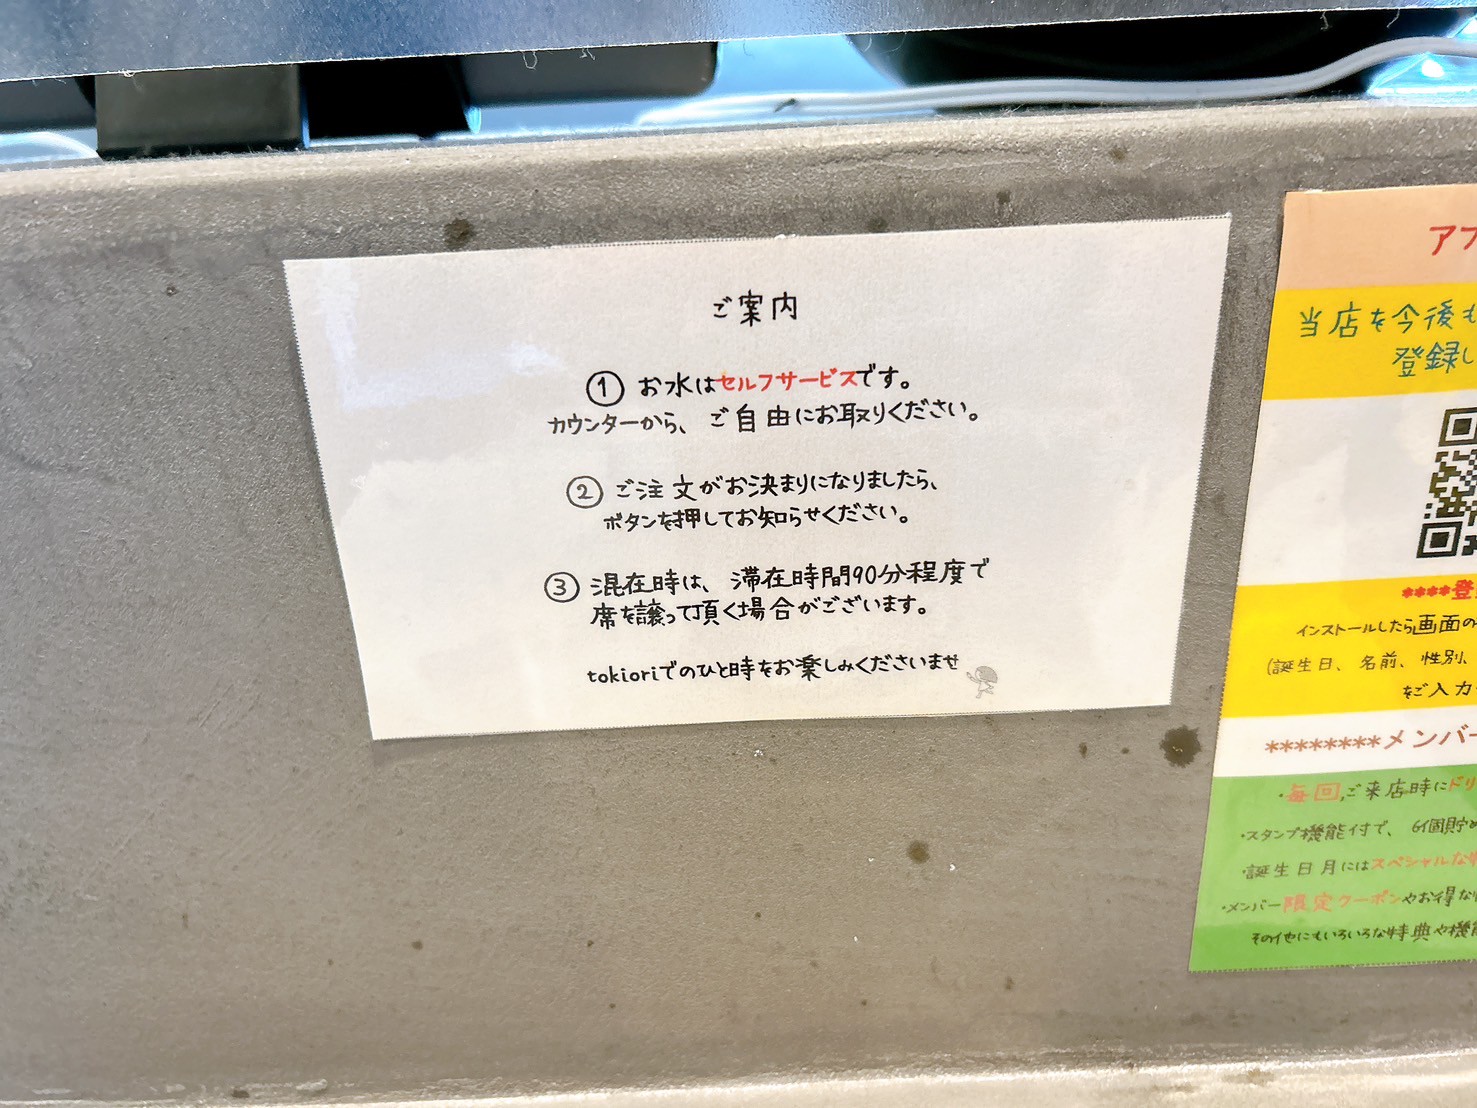 ご案内
① お水はセルフサービスです。
カウンターから、ご自由にお取りください。
② ご注文がお決まりになりましたら、
ボタンを押してお知らせください。
③ 混在時は、滞在時間90分程度で
席を譲って頂く場合がございます。
tokioriでのひと時をお楽しみくださいませ
アプ
当店を今後も
登録し
****登
インストールしたら画面の
(誕生日、名前、性別、
をご入力
********メンバー
・毎回、ご来店時にドリ
・スタンプ機能付で、6個貯め
・誕生日月にはスペシャルな
・メンバー限定クーポンやお得な
その他にもいろいろな特典や機能